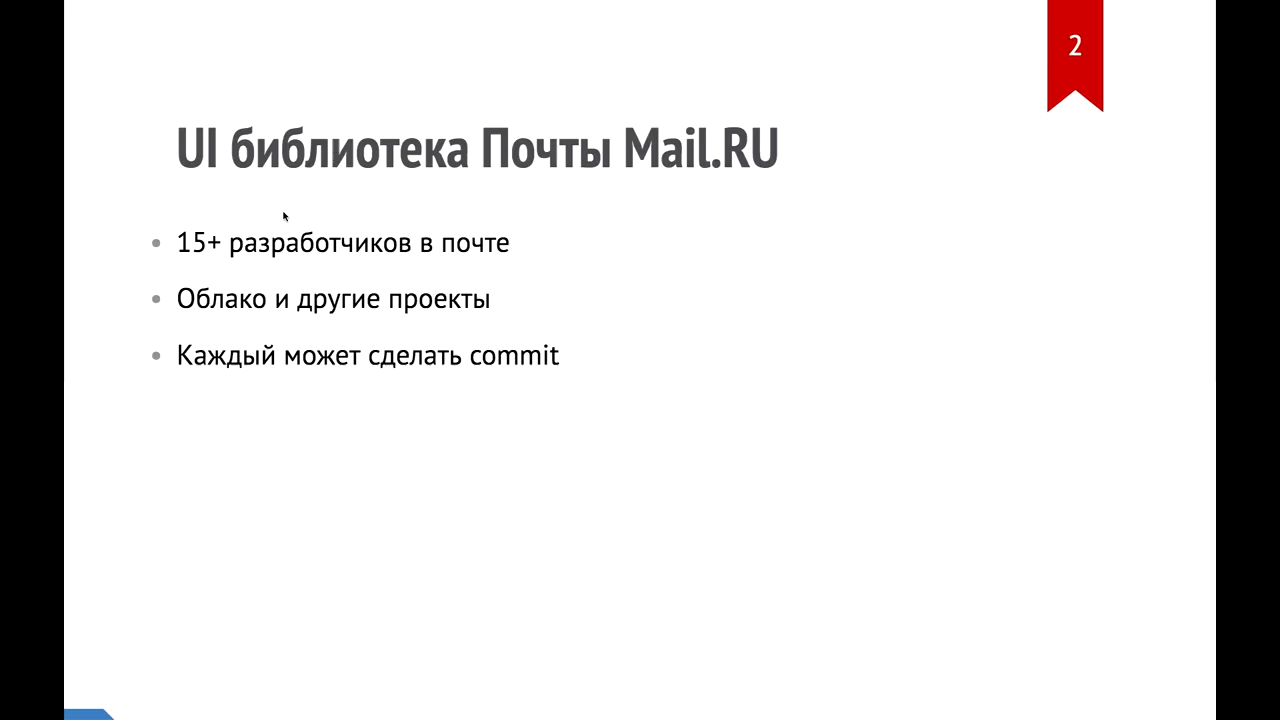 2
UI библиотека Почты Mail.RU
15+ разработчиков в почте
Облако и другие проекты
Каждый может сделать commit